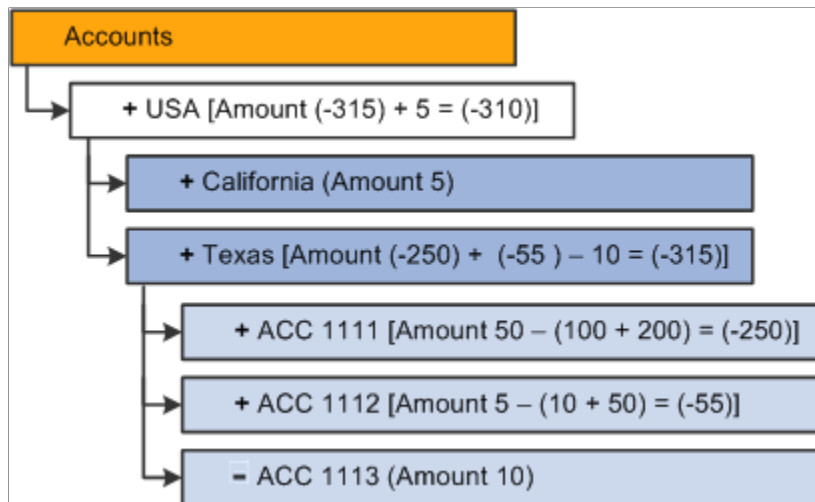 Accounts
+ USA [Amount (-315) + 5 = (-310)]
+ California (Amount 5)
+ Texas [Amount (-250) + (-55 ) – 10 = (-315)]
+ ACC 1111 [Amount 50 – (100 + 200) = (-250)]
+ ACC 1112 [Amount 5 – (10 + 50) = (-55)]
- ACC 1113 (Amount 10)